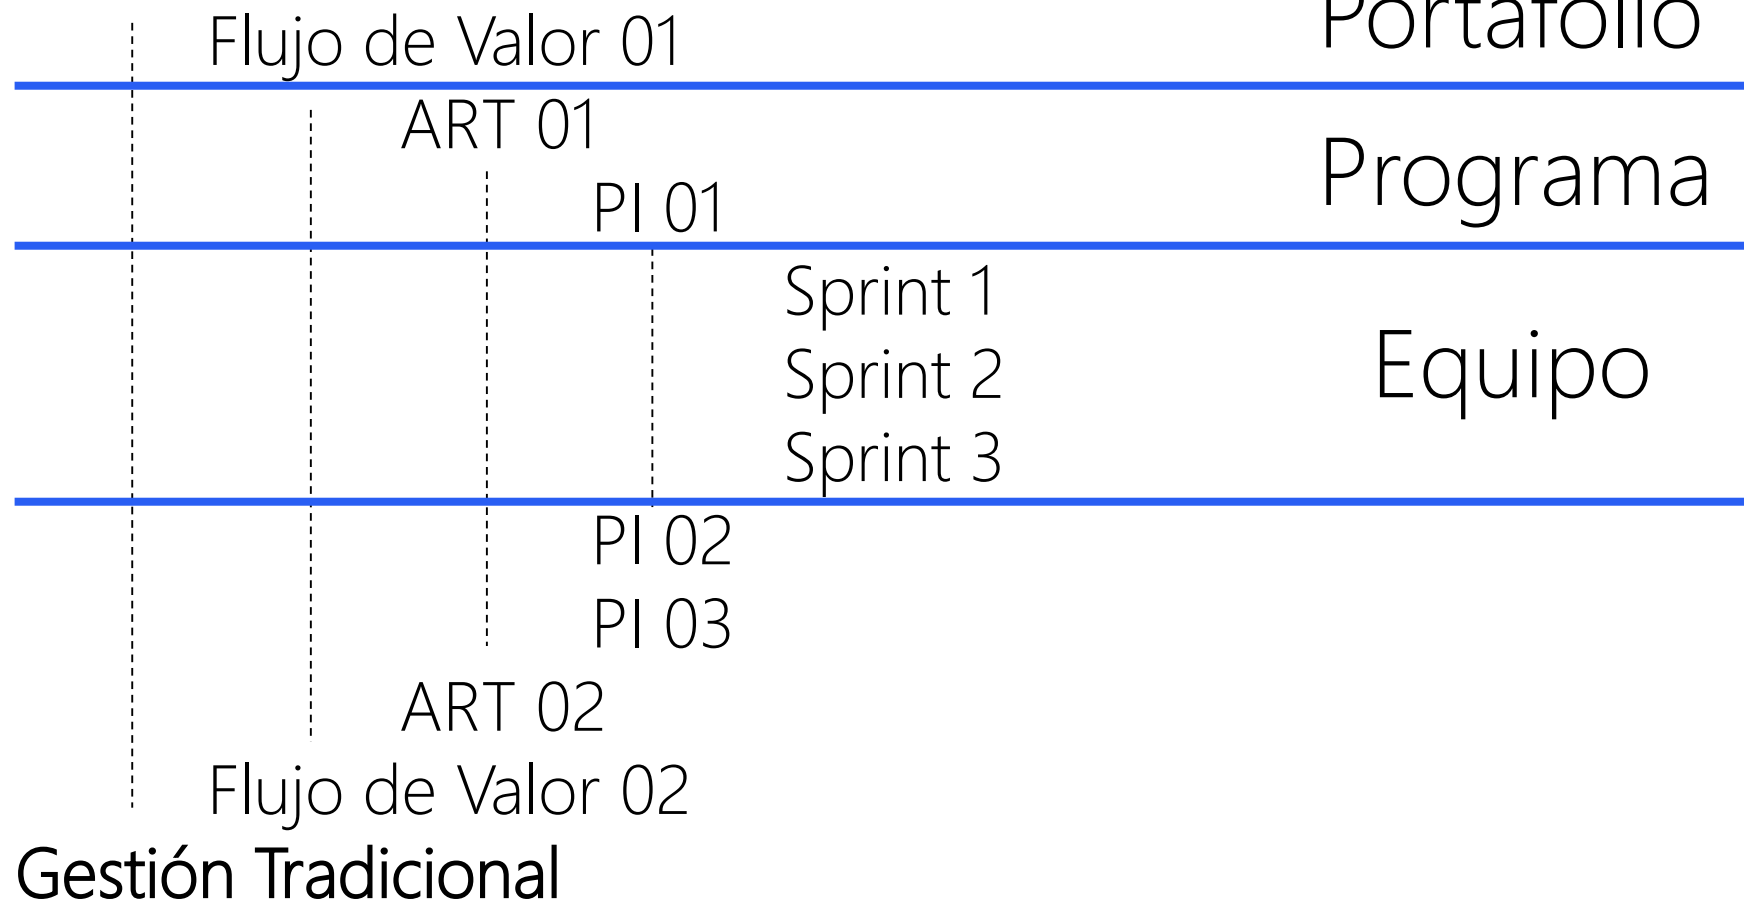 Portafolio
Flujo de Valor 01
ART 01
Programa
PI 01
Sprint 1
Equipo
Sprint 2
Sprint 3
PI 02
PI 03
ART 02
Flujo de Valor 02
Gestión Tradicional